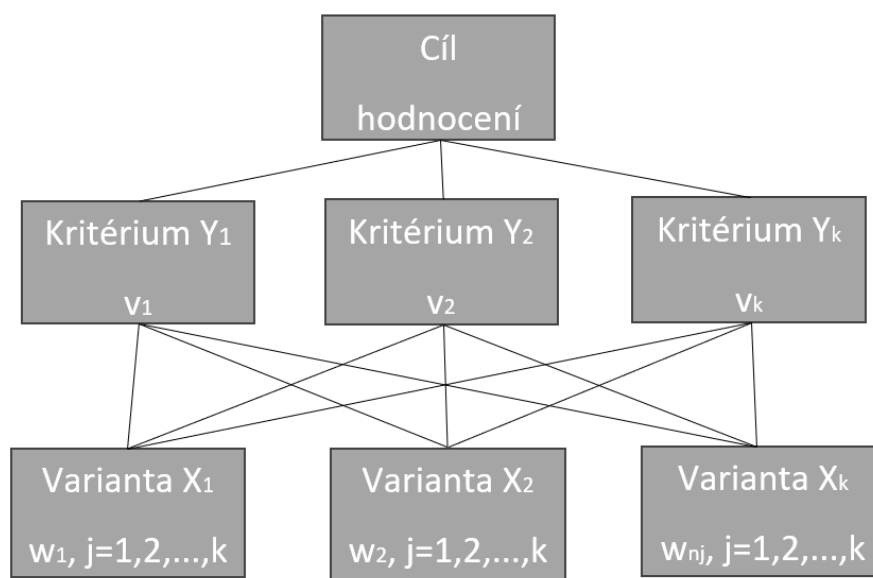 Cíl
hodnocení
Kritérium Y₁
v₁
Kritérium Y₂
v₂
Kritérium Yₖ
vₖ
Varianta X₁
w₁, j=1,2,...,k
Varianta X₂
w₂, j=1,2,...,k
Varianta Xₖ
wₙⱼ, j=1,2,...,k